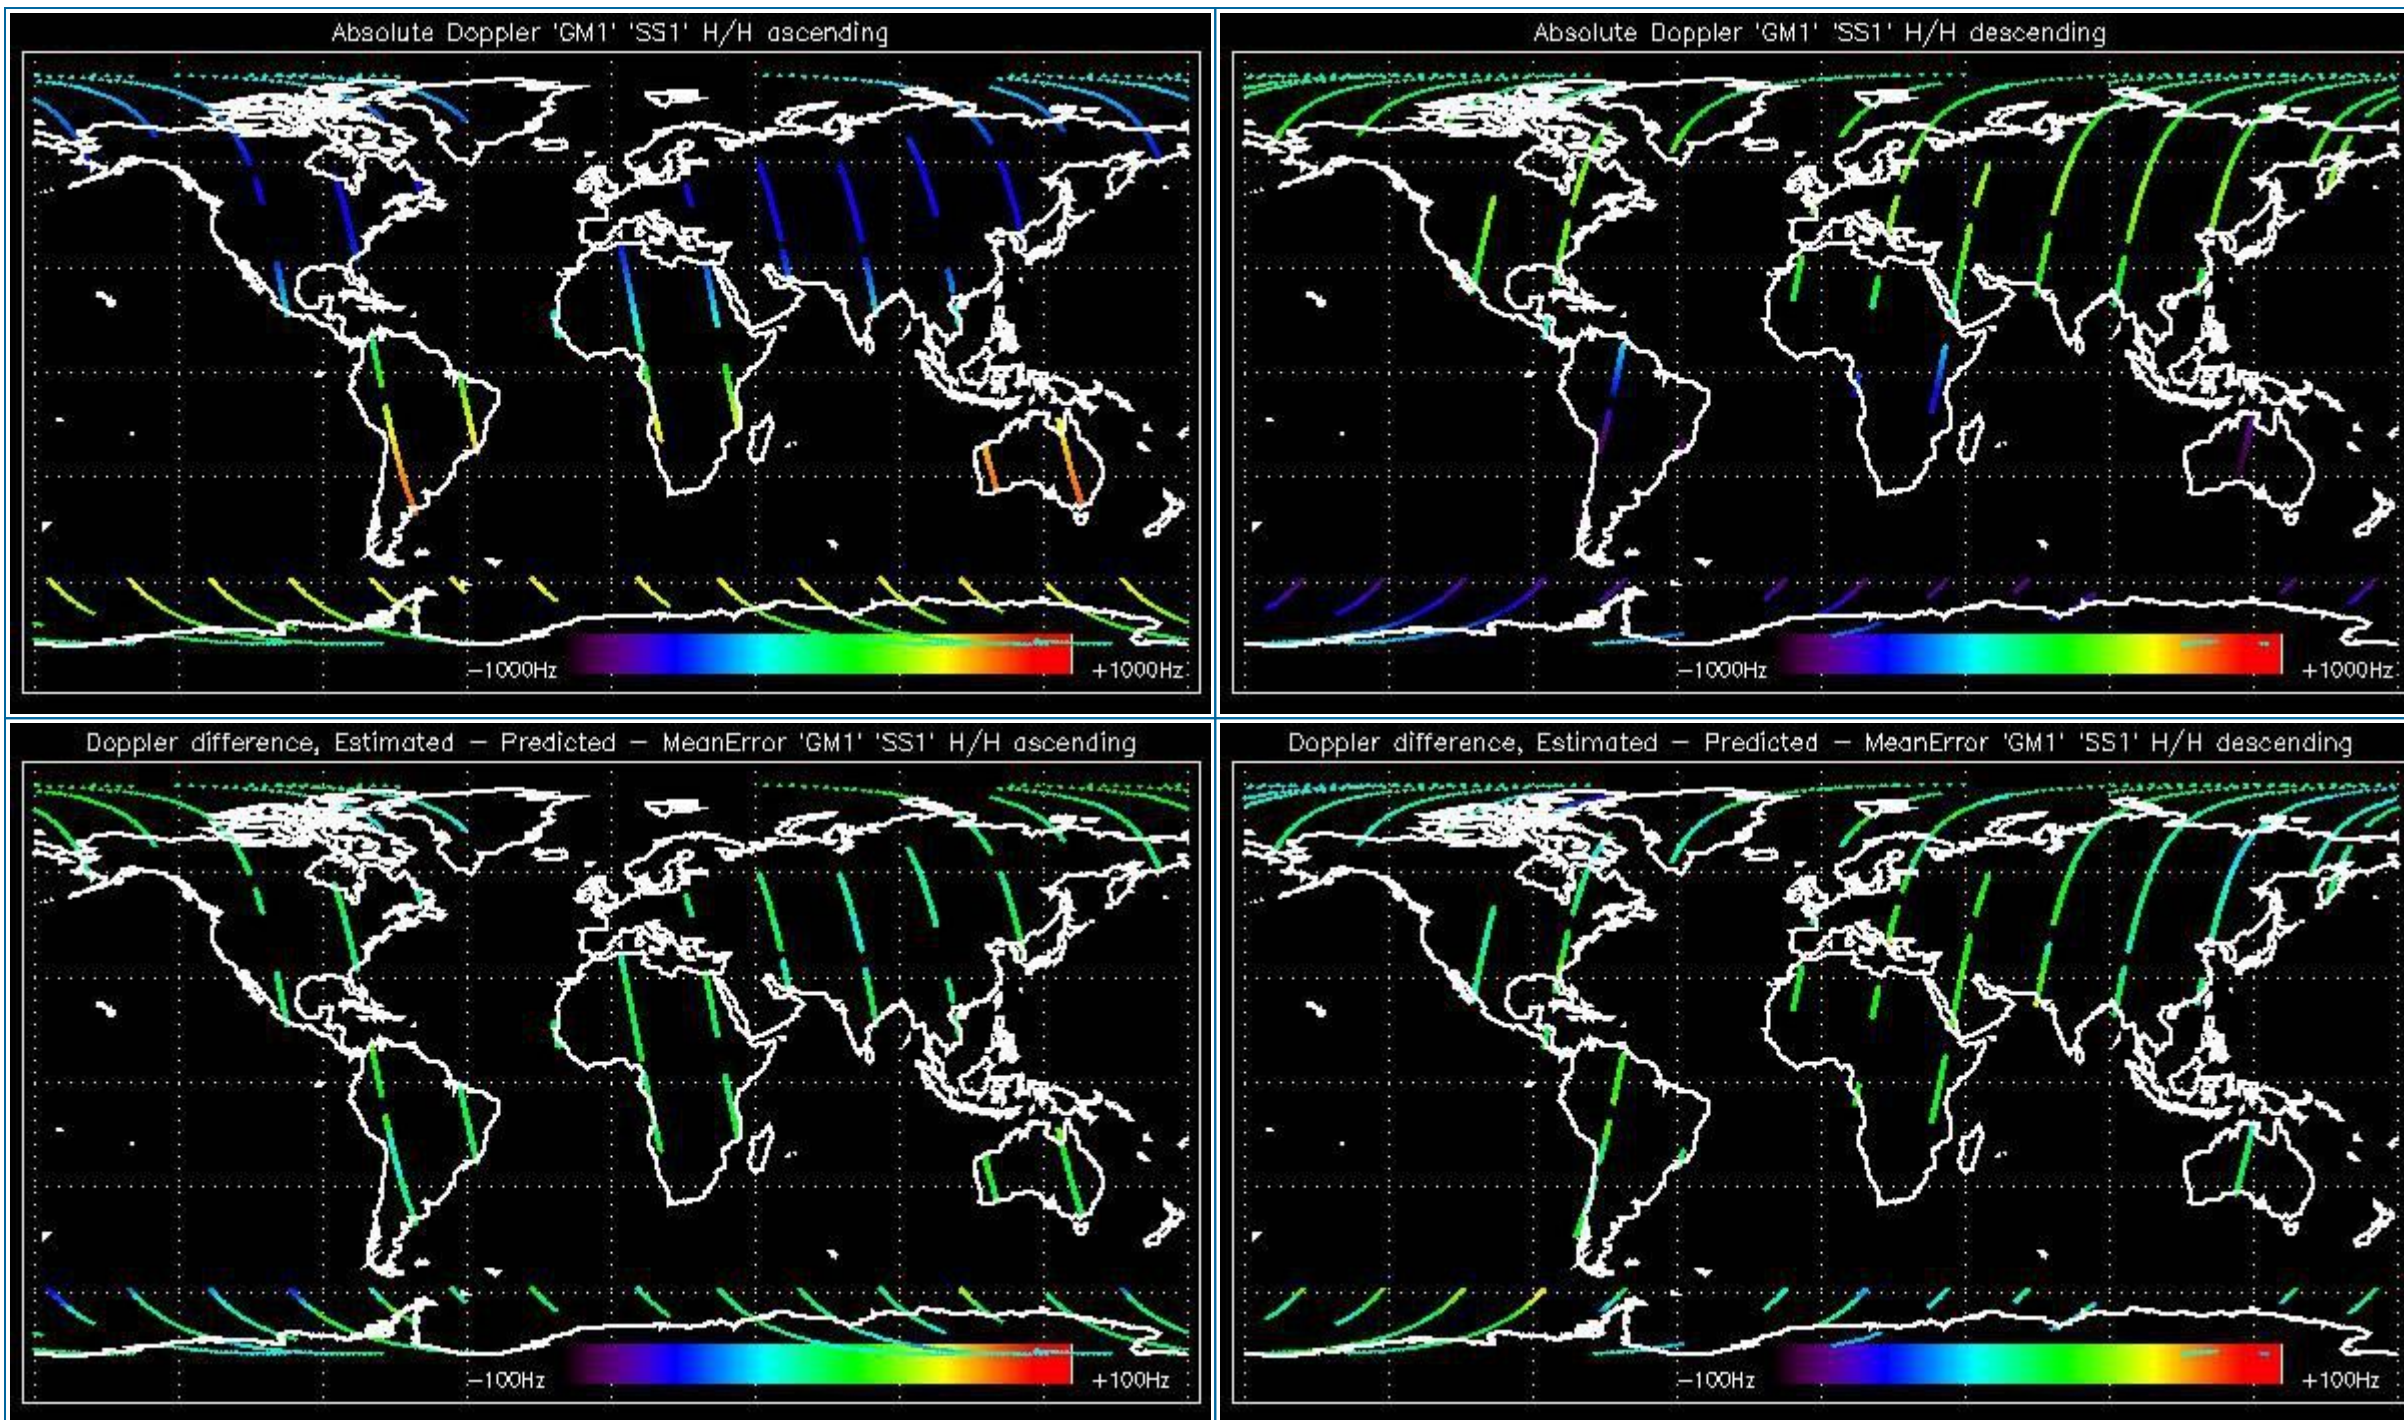 Absolute Doppler 'GM1' 'SS1' H/H ascending
-1000Hz
+1000Hz
Absolute Doppler 'GM1' 'SS1' H/H descending
-1000Hz
+1000Hz
Doppler difference, Estimated - Predicted - MeanError 'GM1' 'SS1' H/H ascending
-100Hz
+100Hz
Doppler difference, Estimated - Predicted - MeanError 'GM1' 'SS1' H/H descending
-100Hz
+100Hz